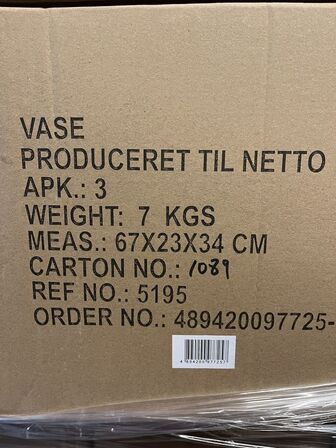 VASE
PRODUCERET TIL NETTO
APK.: 3
WEIGHT: 7 KGS
MEAS.: 67X23X34 CM
CARTON NO.: 1089
REF NO.: 5195
ORDER NO.: 489420097725-